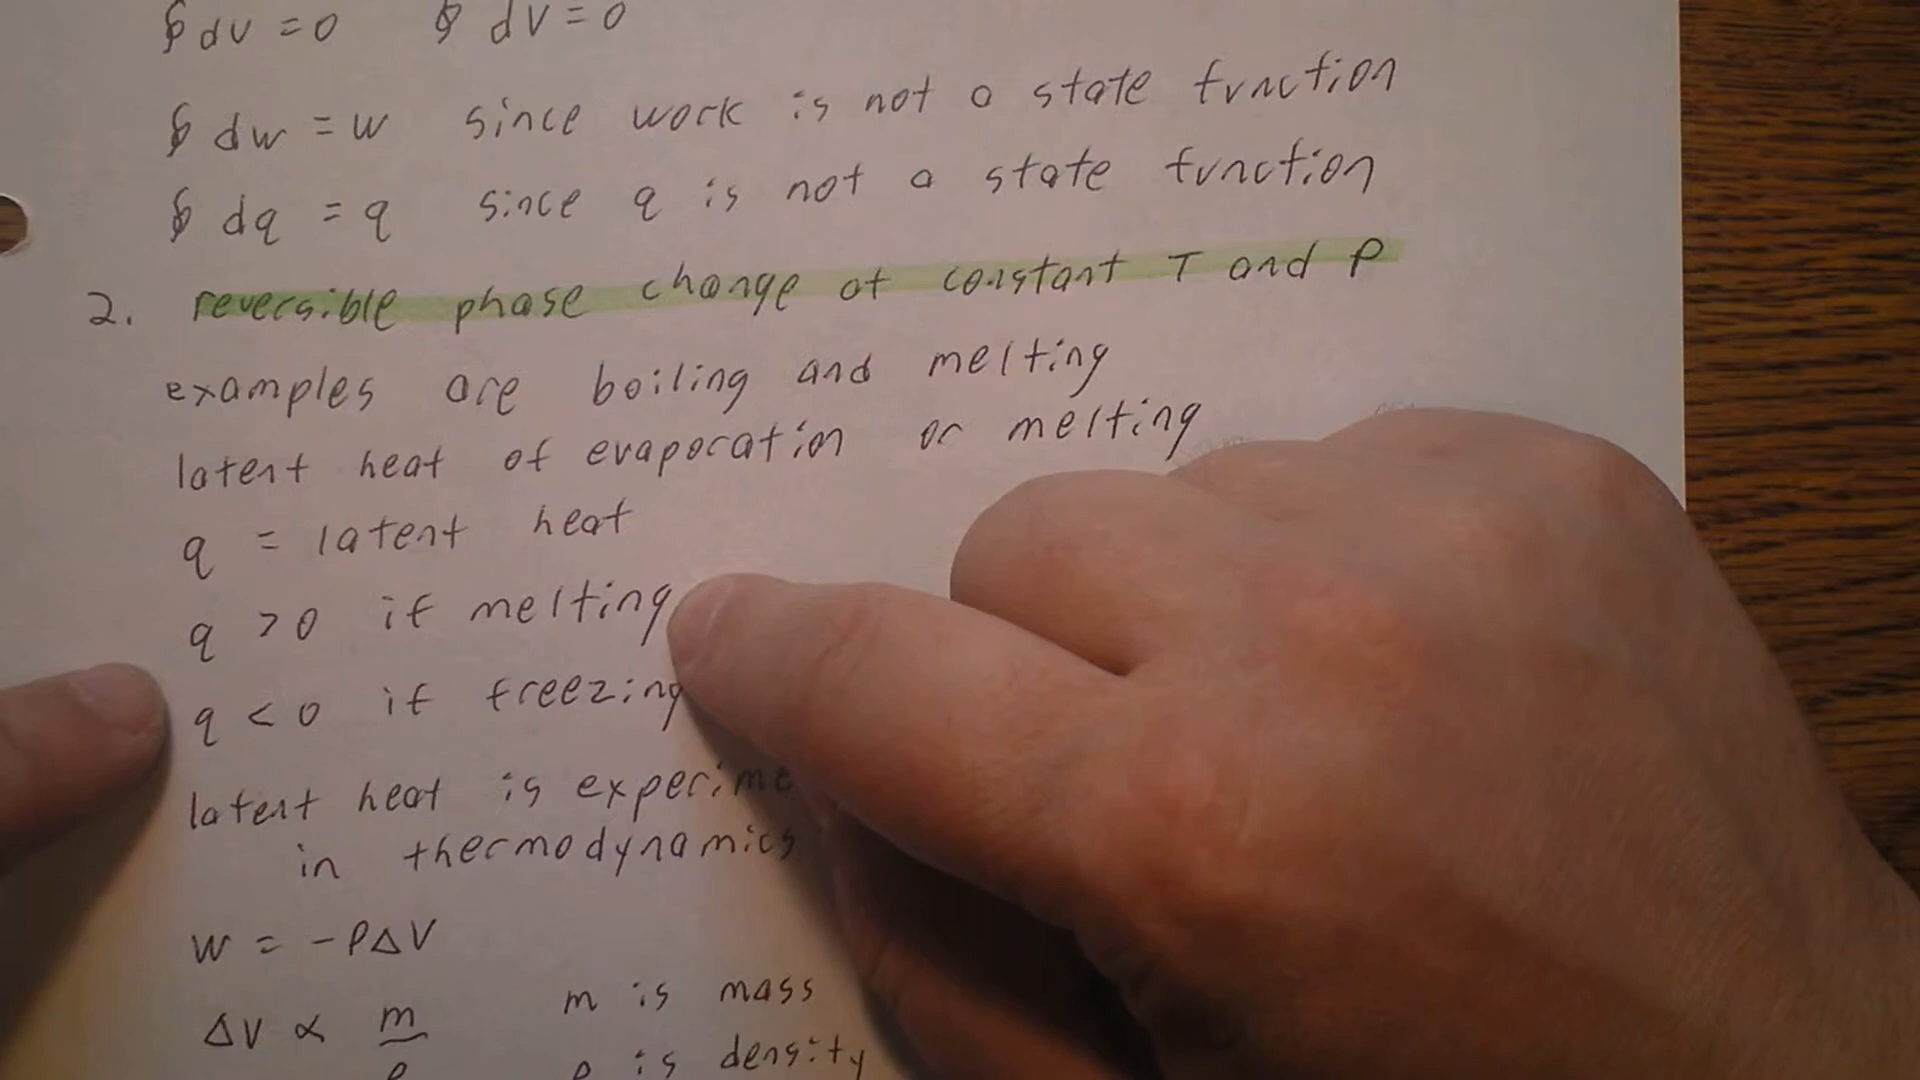 ∮ dU = 0 ∮ dV = 0
∮ dw = w since work is not a state function
∮ dq = q since q is not a state function
2. reversible phase change at constant T and P
examples are boiling and melting
latent heat of evaporation or melting
q = latent heat
q > 0 if melting
q < 0 if freezing
latent heat is experime
in thermodynamics
w = -PΔV
ΔV ∝ m/ρ m is mass
ρ is density